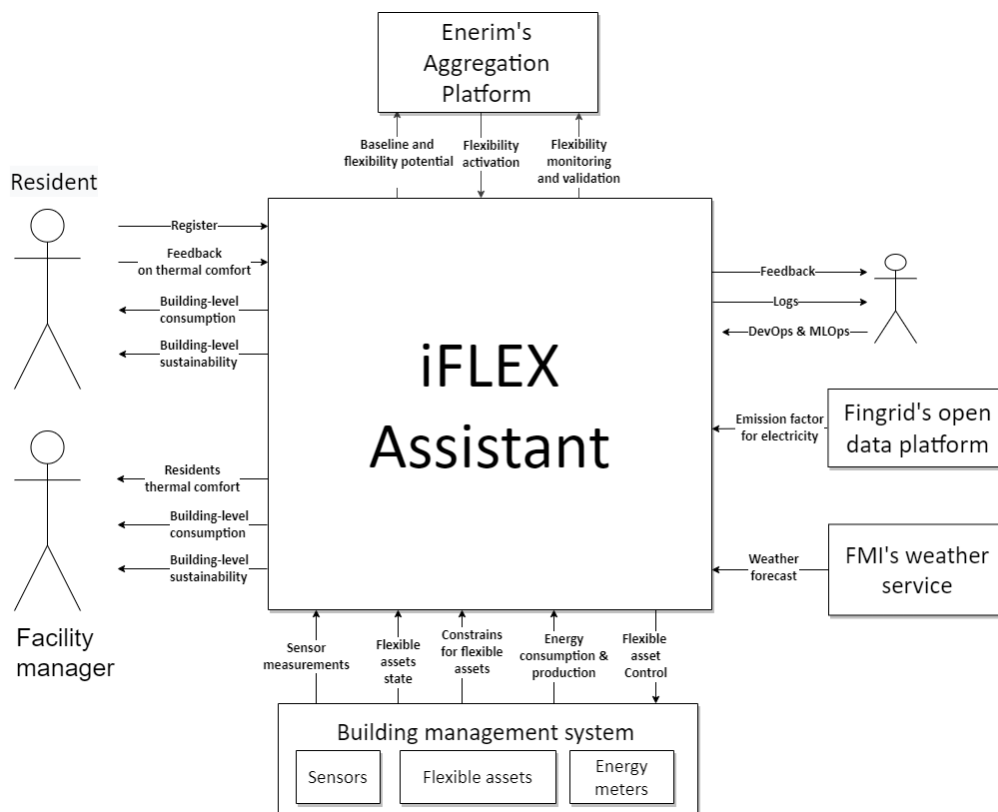 Enerim's
Aggregation
Platform
Baseline and
flexibility potential
Flexibility
activation
Flexibility
monitoring
and validation
Resident
Register
Feedback
on thermal comfort
Building-level
consumption
Building-level
sustainability
iFLEX
Assistant
Feedback
Logs
DevOps & MLOps
Emission factor
for electricity
Fingrid's open
data platform
Residents
thermal comfort
Building-level
consumption
Building-level
sustainability
Facility
manager
Weather
forecast
FMI's weather
service
Sensor
measurements
Flexible
assets
state
Constrains
for flexible
assets
Energy
consumption &
production
Flexible
asset
Control
Building management system
Sensors
Flexible assets
Energy
meters